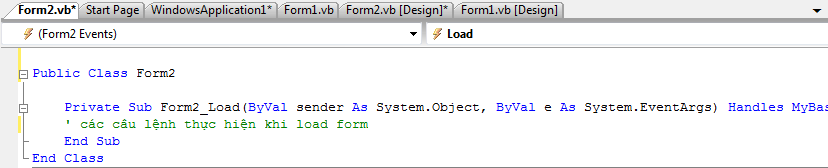 Form2.vb* Start Page WindowsApplication1* Form1.vb Form2.vb [Design]* Form1.vb [Design]
(Form2 Events) Load
Public Class Form2
Private Sub Form2_Load(ByVal sender As System.Object, ByVal e As System.EventArgs) Handles MyBas
' các câu lệnh thực hiện khi load form
End Sub
End Class